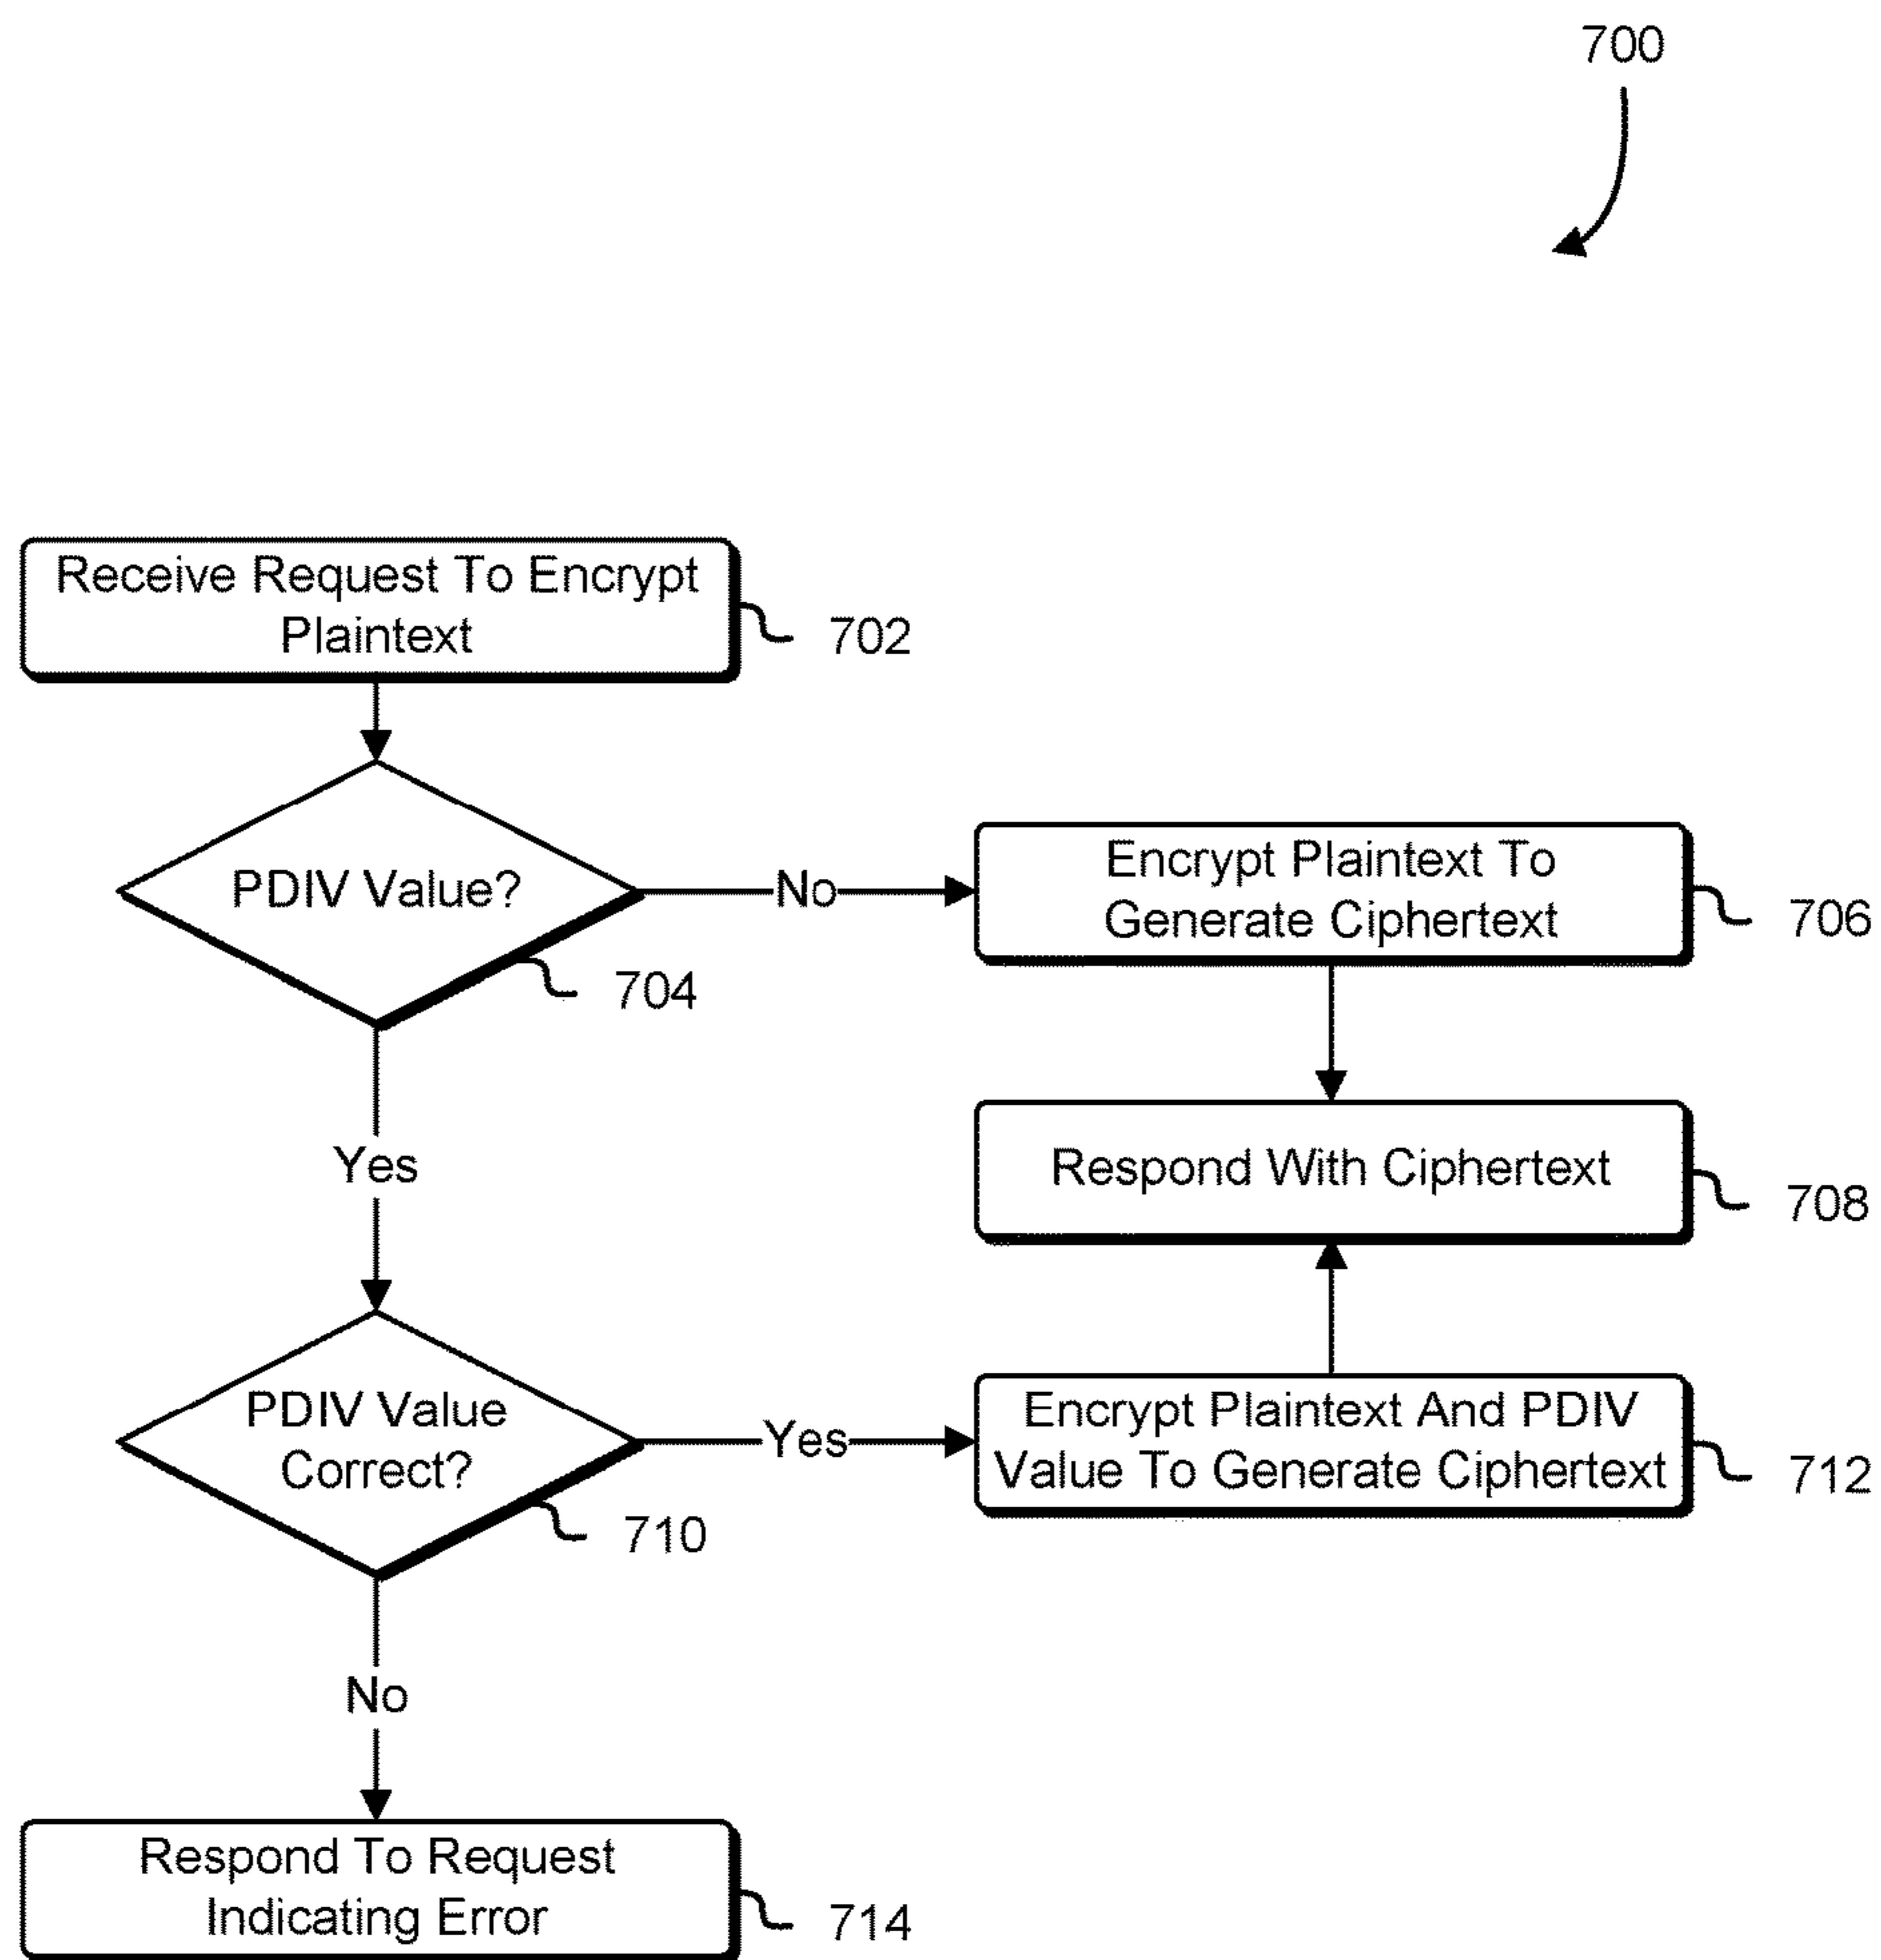 700
Receive Request To Encrypt
Plaintext
702
PDIV Value?
704
No
Encrypt Plaintext To
Generate Ciphertext
706
Yes
Respond With Ciphertext
708
PDIV Value
Correct?
710
Yes
Encrypt Plaintext And PDIV
Value To Generate Ciphertext
712
No
Respond To Request
Indicating Error
714